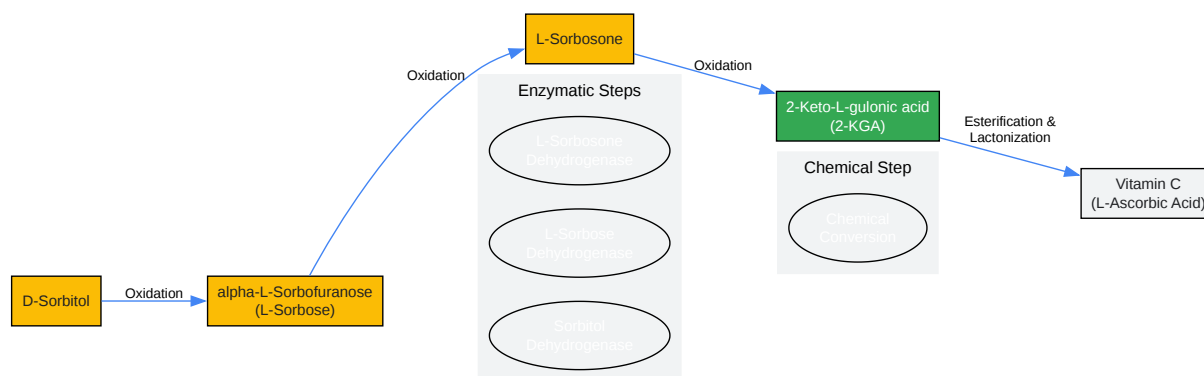 L-Sorbosone
Oxidation
Oxidation
Enzymatic Steps
L-Sorbosone
Dehydrogenase
L-Sorbose
Dehydrogenase
Sorbitol
Dehydrogenase
2-Keto-L-gulonic acid
(2-KGA)
Esterification &
Lactonization
Chemical Step
Chemical
Conversion
Vitamin C
(L-Ascorbic Acid)
D-Sorbitol
Oxidation
alpha-L-Sorbofuranose
(L-Sorbose)